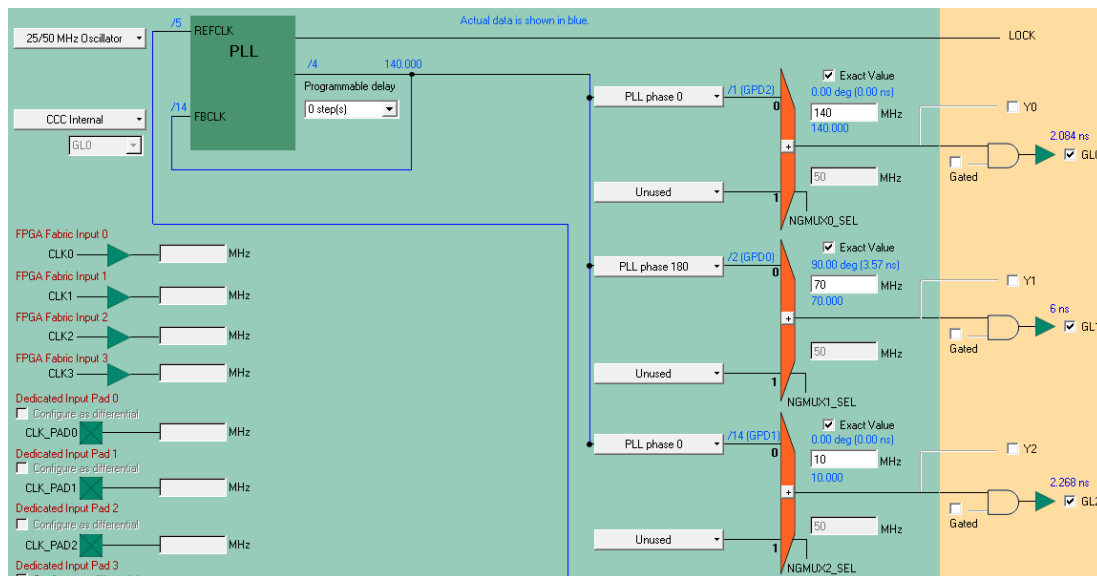 Actual data is shown in blue.
25/50 MHz Oscillator
/5
REFCLK
PLL
LOCK
/4
140.000
Programmable delay
0 step(s)
/14
FBCLK
CCC Internal
GL0
PLL phase 0
/1 (GPD2)
0
Exact Value
0.00 deg (0.00 ns)
140
MHz
140.000
Y0
2.084 ns
GL0
Gated
50
MHz
Unused
1
NGMUX0_SEL
FPGA Fabric Input 0
CLK0
MHz
FPGA Fabric Input 1
CLK1
MHz
FPGA Fabric Input 2
CLK2
MHz
FPGA Fabric Input 3
CLK3
MHz
PLL phase 180
/2 (GPD0)
0
Exact Value
90.00 deg (3.57 ns)
70
MHz
70.000
Y1
6 ns
GL1
Gated
50
MHz
Unused
1
NGMUX1_SEL
Dedicated Input Pad 0
Configure as differential
CLK_PAD0
MHz
Dedicated Input Pad 1
Configure as differential
CLK_PAD1
MHz
Dedicated Input Pad 2
Configure as differential
CLK_PAD2
MHz
Dedicated Input Pad 3
PLL phase 0
/14 (GPD1)
0
Exact Value
0.00 deg (0.00 ns)
10
MHz
10.000
Y2
2.268 ns
GL2
Gated
50
MHz
Unused
1
NGMUX2_SEL